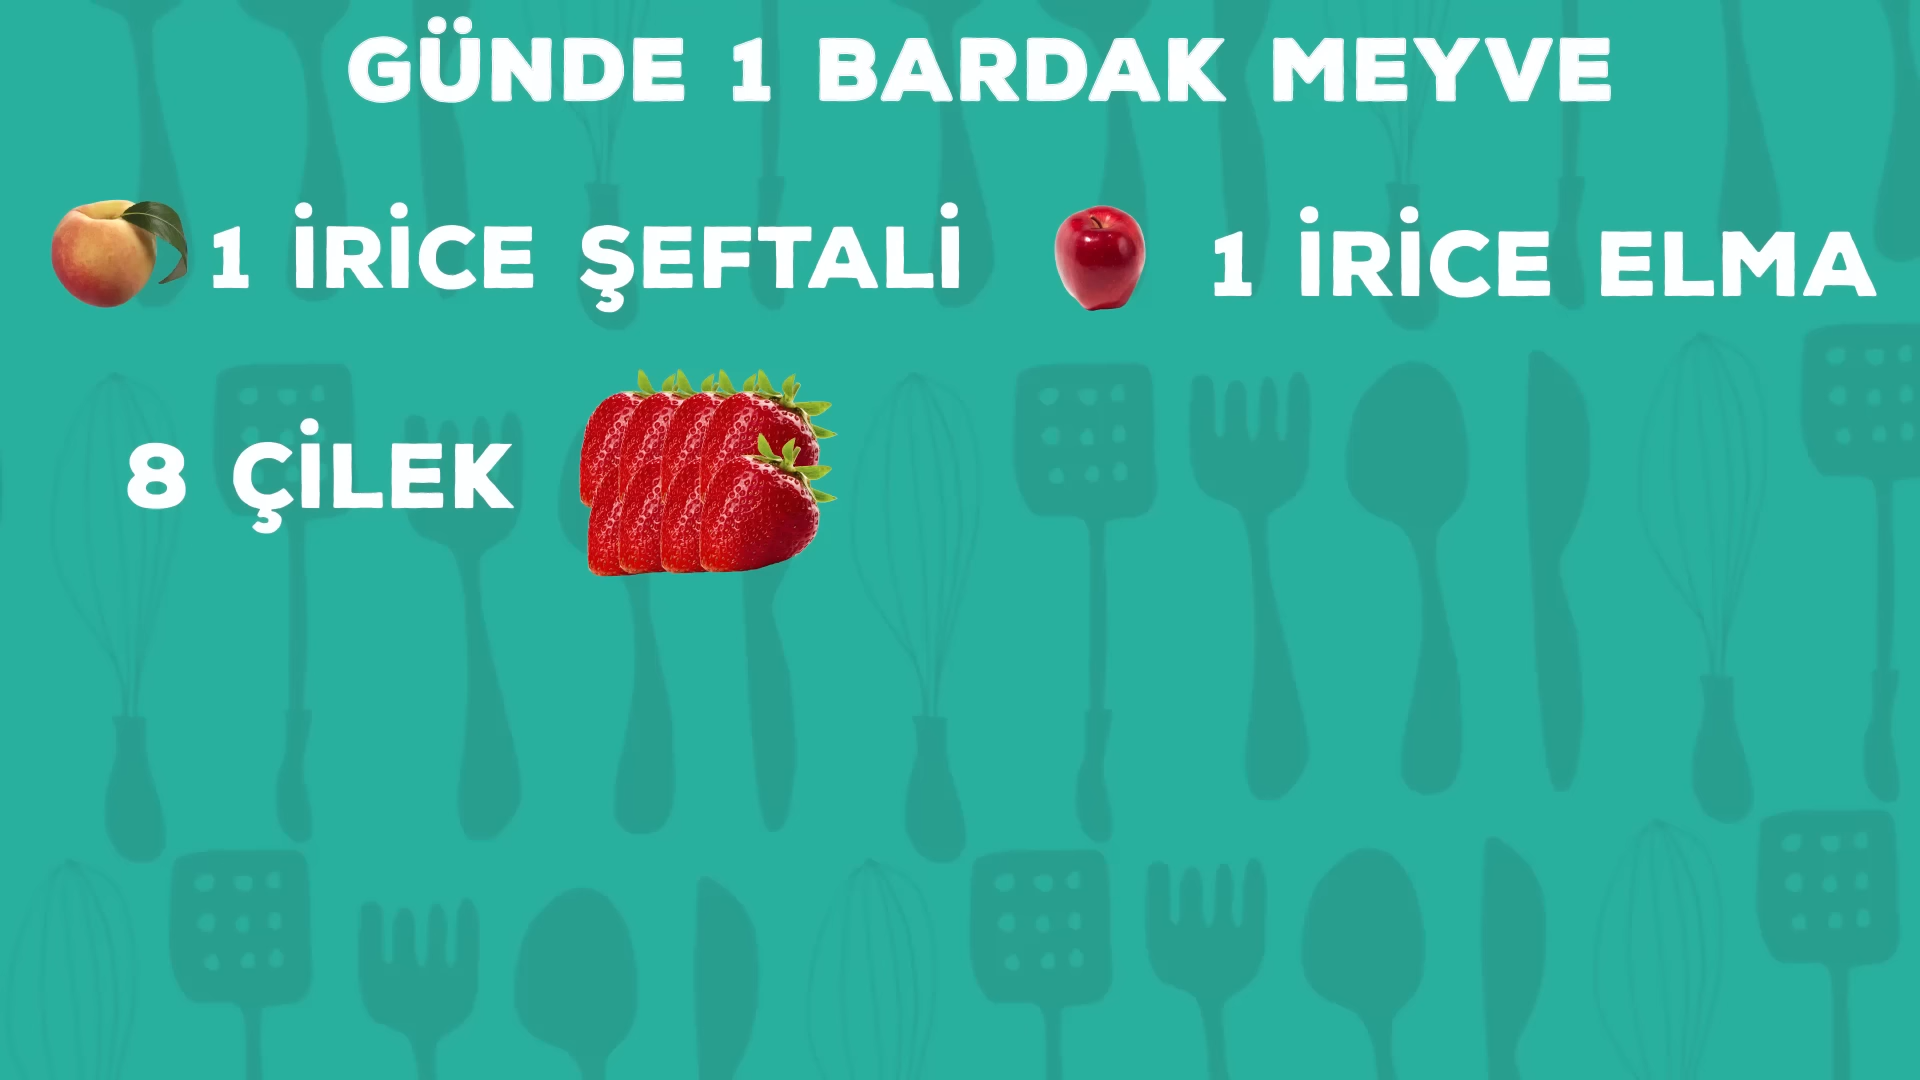 GÜNDE 1 BARDAK MEYVE
1 İRİCE ŞEFTALİ
1 İRİCE ELMA
8 ÇİLEK